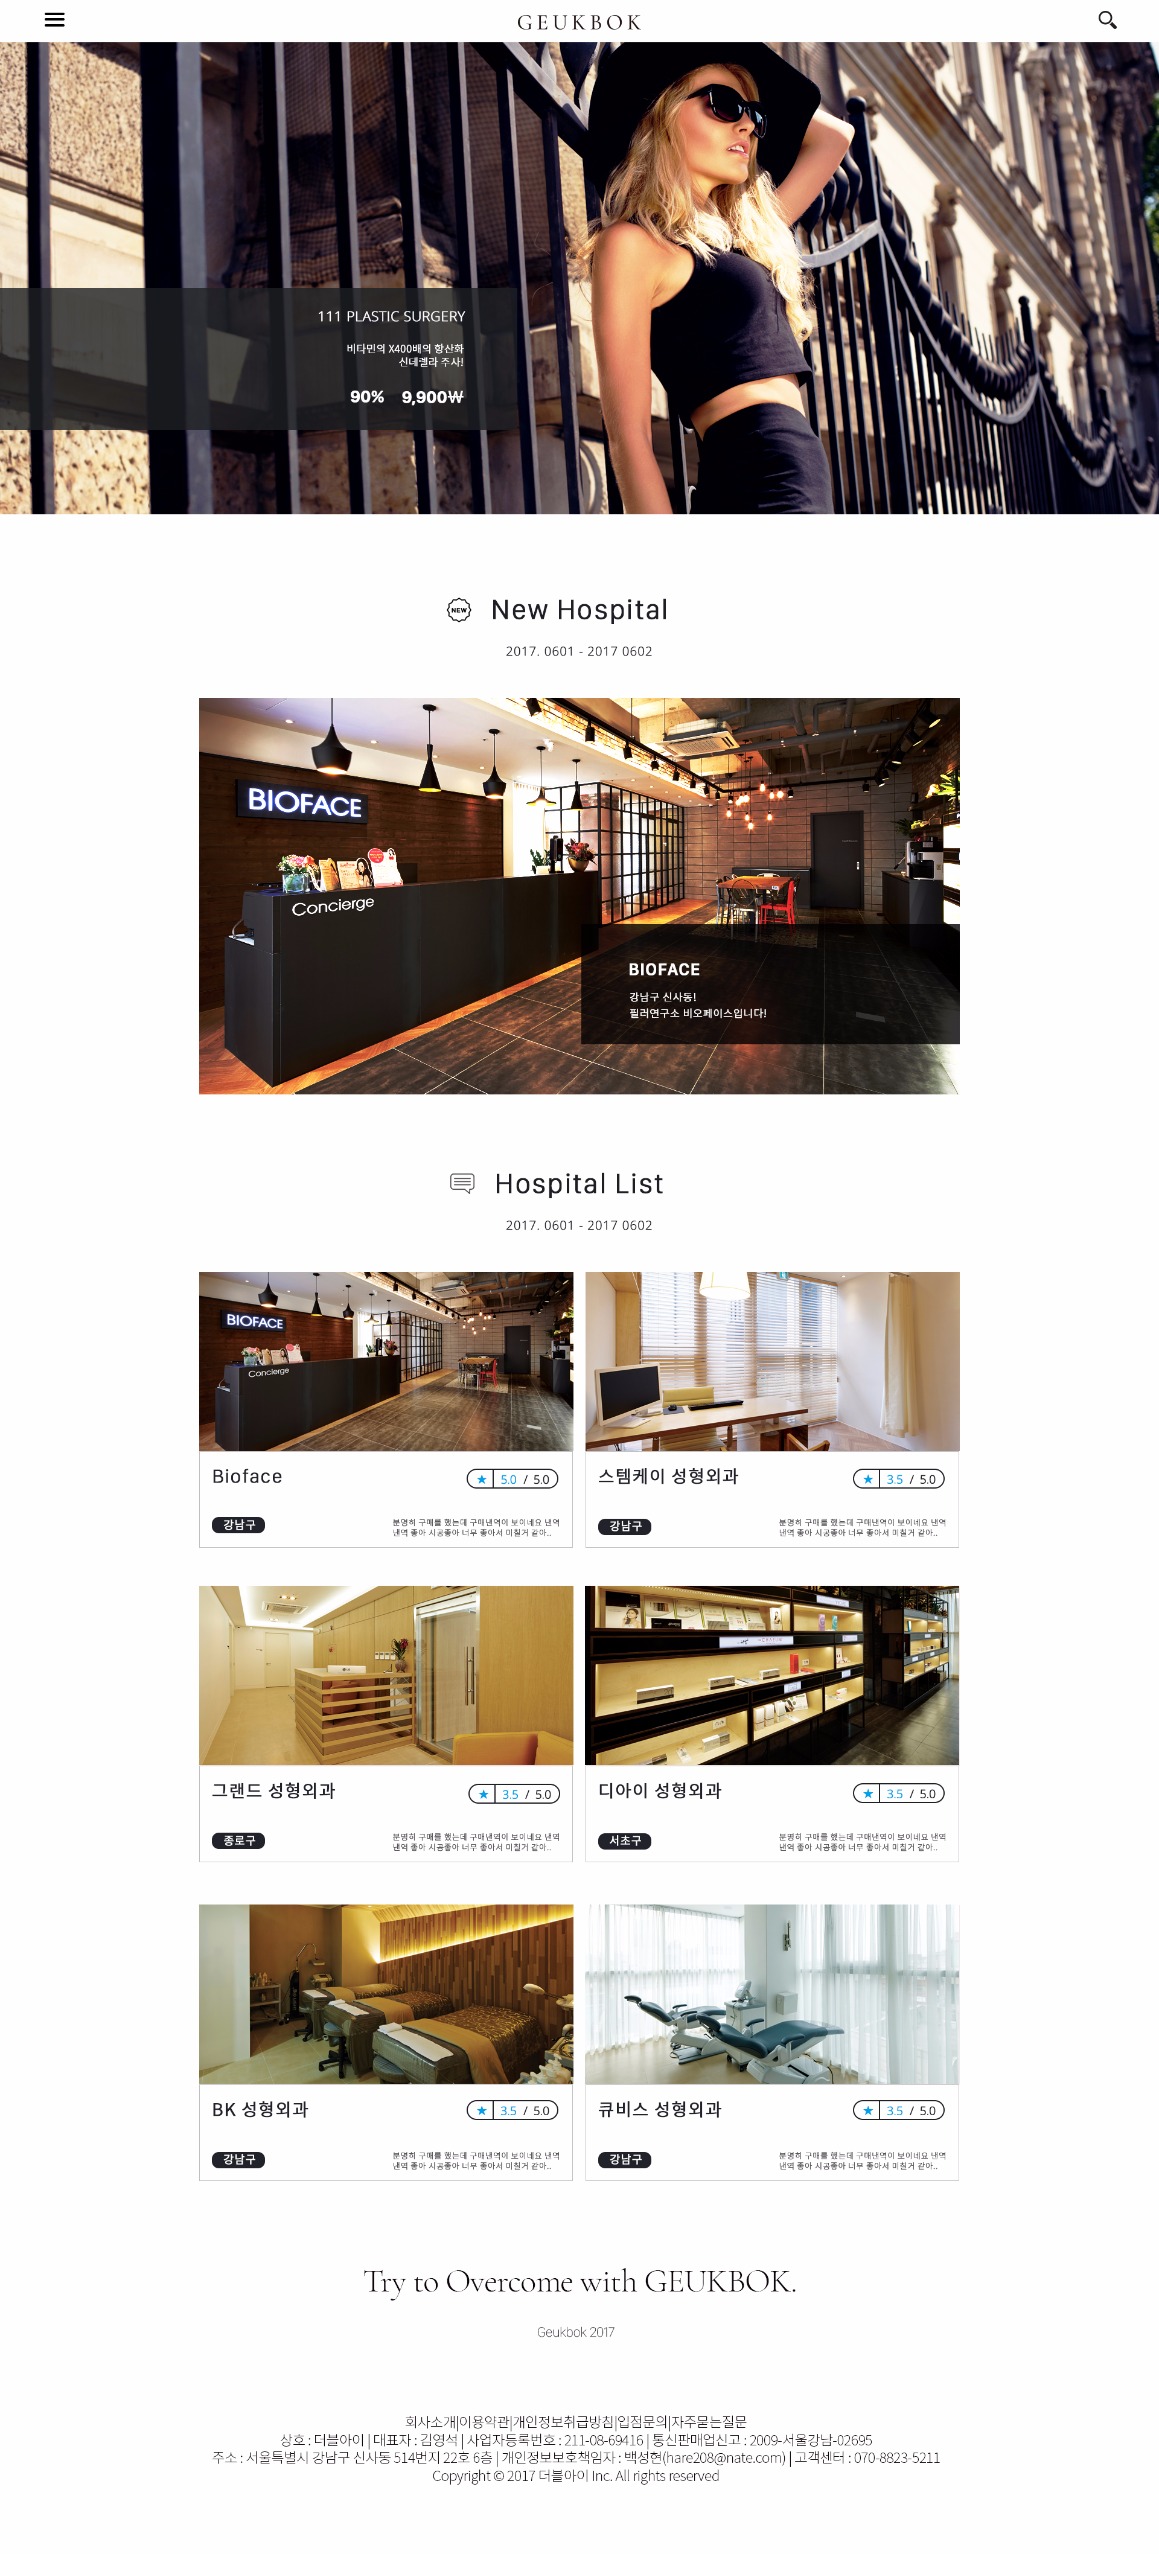 GEUKBOK
111 PLASTIC SURGERY
비타민의 X400배의 항산화
신데렐라 주사!
90% 9,900₩
NEW
New Hospital
2017. 0601 - 2017 0602
BIOFACE
Concierge
BIOFACE
강남구 신사동!
필러연구소 비오페이스입니다!
Hospital List
2017. 0601 - 2017 0602
BIOFACE
Concierge
Bioface
★ 5.0 / 5.0
강남구
분명히 구매를 했는데 구매낸역이 보이네요 낸역
낸역 좋아 시공좋아 너무 좋아서 미칠거 같아..
스템케이 성형외과
★ 3.5 / 5.0
강남구
분명히 구매를 했는데 구매낸역이 보이네요 낸역
낸역 좋아 시공좋아 너무 좋아서 미칠거 같아..
그랜드 성형외과
★ 3.5 / 5.0
종로구
분명히 구매를 했는데 구매낸역이 보이네요 낸역
낸역 좋아 시공좋아 너무 좋아서 미칠거 같아..
디아이 성형외과
★ 3.5 / 5.0
서초구
분명히 구매를 했는데 구매낸역이 보이네요 낸역
낸역 좋아 시공좋아 너무 좋아서 미칠거 같아..
BK 성형외과
★ 3.5 / 5.0
강남구
분명히 구매를 했는데 구매낸역이 보이네요 낸역
낸역 좋아 시공좋아 너무 좋아서 미칠거 같아..
큐비스 성형외과
★ 3.5 / 5.0
강남구
분명히 구매를 했는데 구매낸역이 보이네요 낸역
낸역 좋아 시공좋아 너무 좋아서 미칠거 같아..
Try to Overcome with GEUKBOK.
Geukbok 2017
회사소개|이용약관|개인정보취급방침|입점문의|자주묻는질문
상호 : 더블아이 | 대표자 : 김영석 | 사업자등록번호 : 211-08-69416 | 통신판매업신고 : 2009-서울강남-02695
주소 : 서울특별시 강남구 신사동 514번지 22호 6층 | 개인정보보호책임자 : 백성현(hare208@nate.com) | 고객센터 : 070-8823-5211
Copyright © 2017 더블아이 Inc. All rights reserved